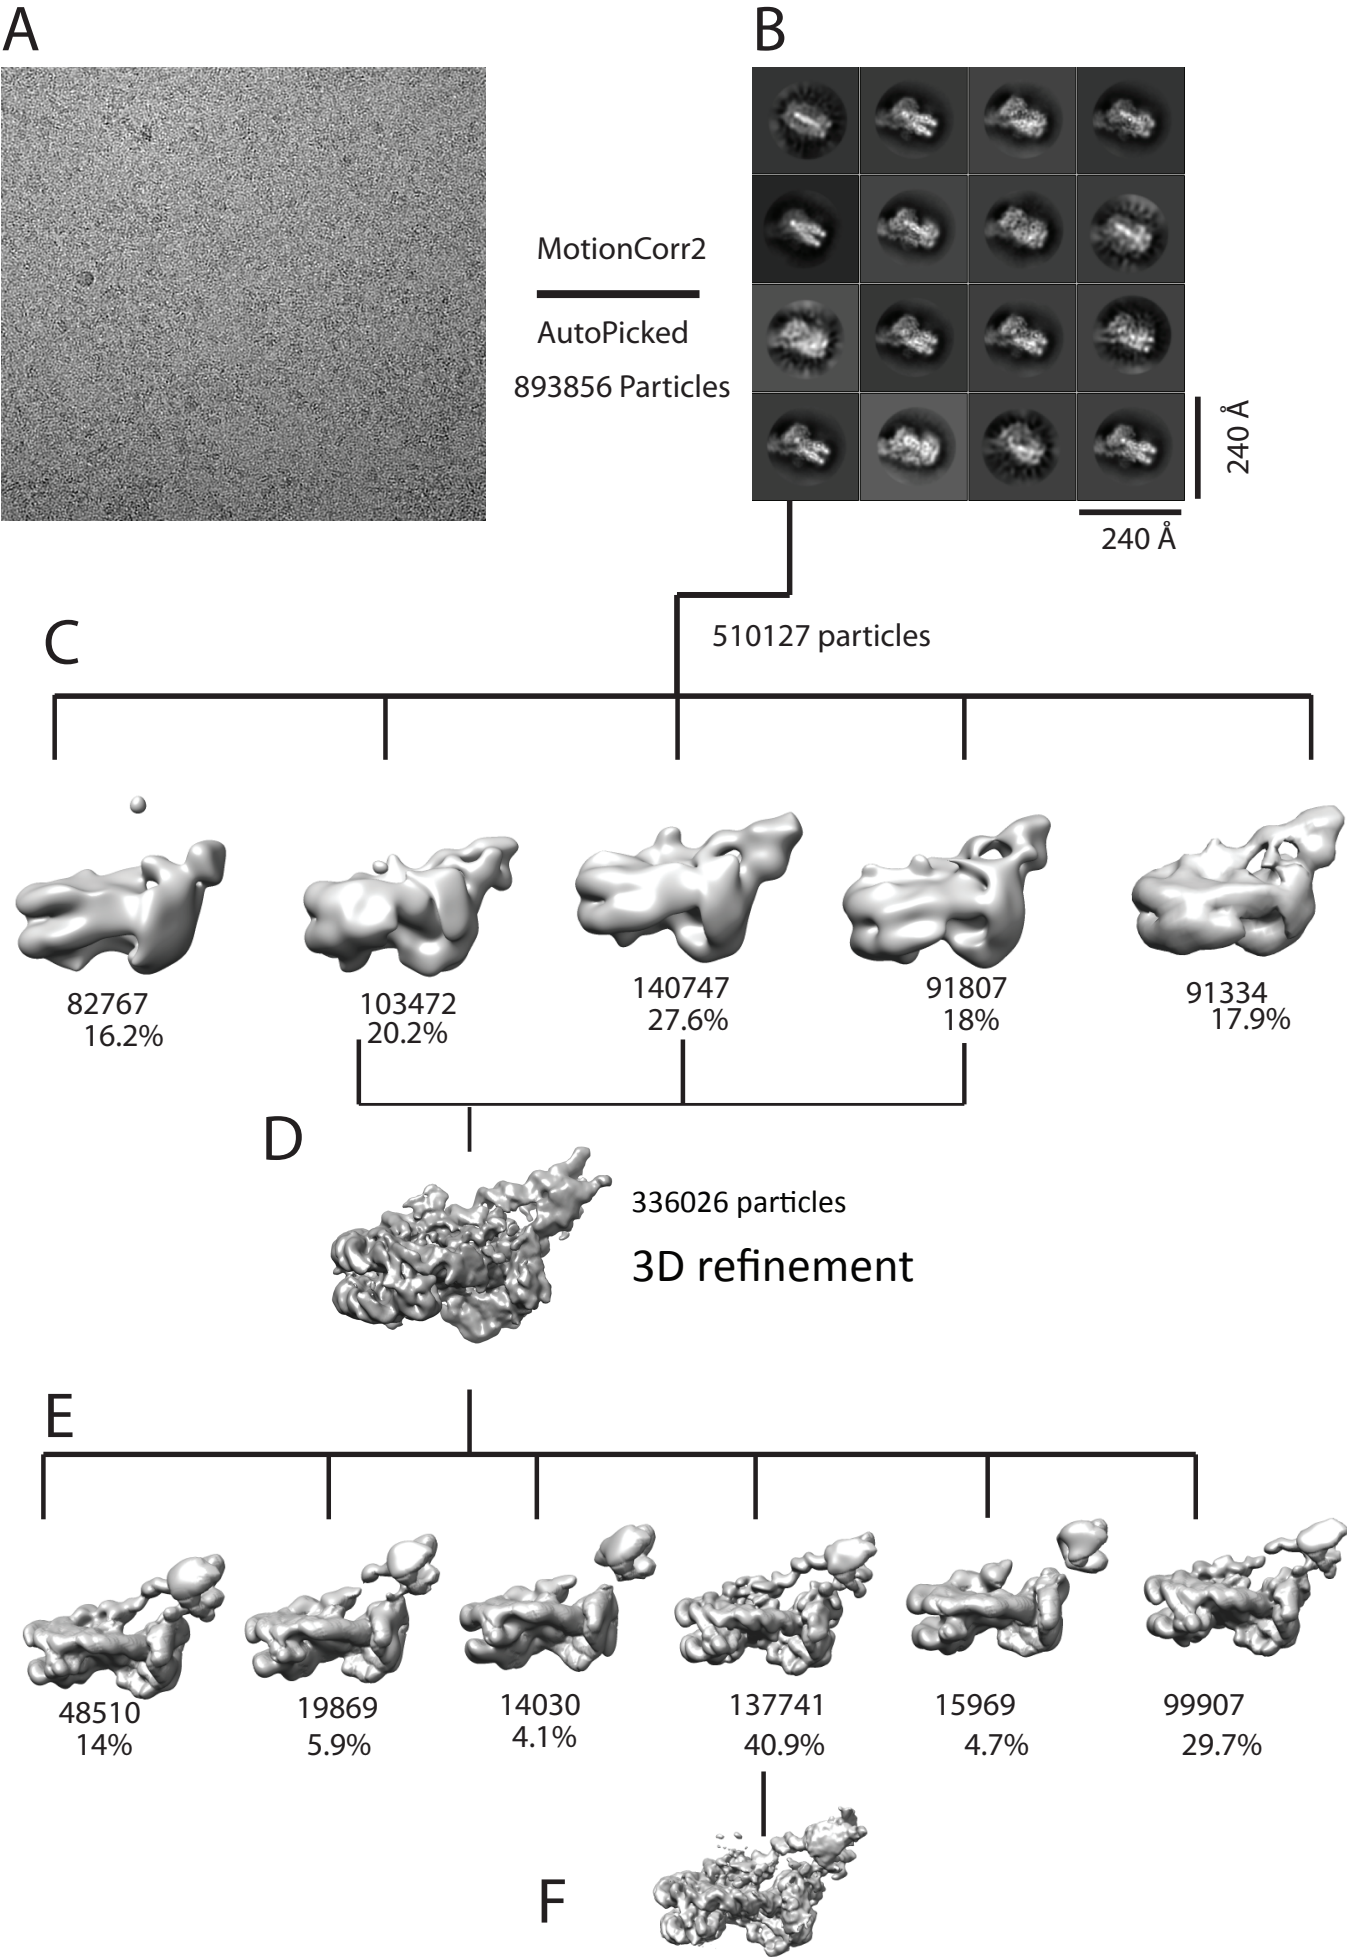 A
B
MotionCorr2
AutoPicked
893856 Particles
240 Å
240 Å
510127 particles
C
82767
16.2%
103472
20.2%
140747
27.6%
91807
18%
91334
17.9%
D
336026 particles
3D refinement
E
48510
14%
19869
5.9%
14030
4.1%
137741
40.9%
15969
4.7%
99907
29.7%
F